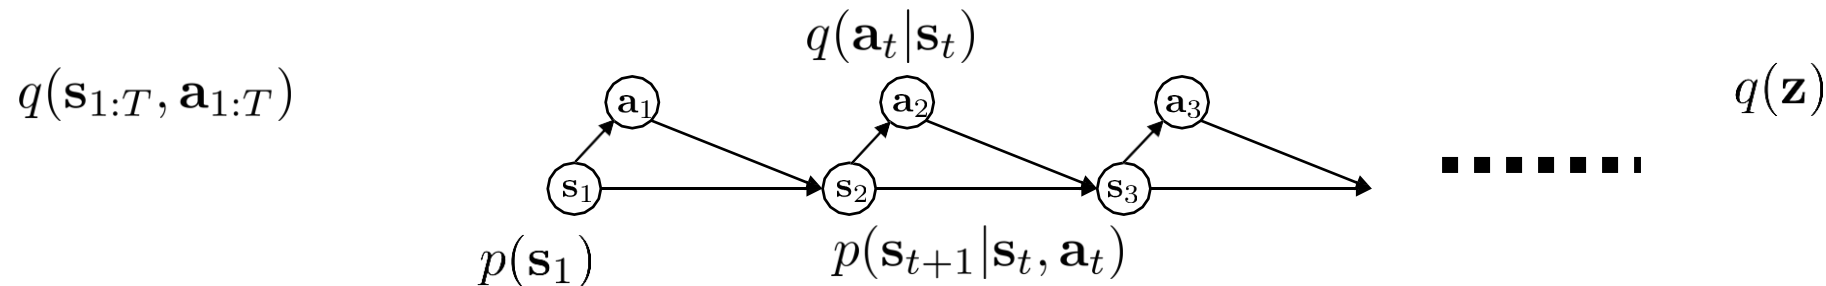 q(a_t|s_t)
q(s_{1:T}, a_{1:T})
a_1
a_2
a_3
q(z)
s_1
s_2
s_3
p(s_1)
p(s_{t+1}|s_t, a_t)